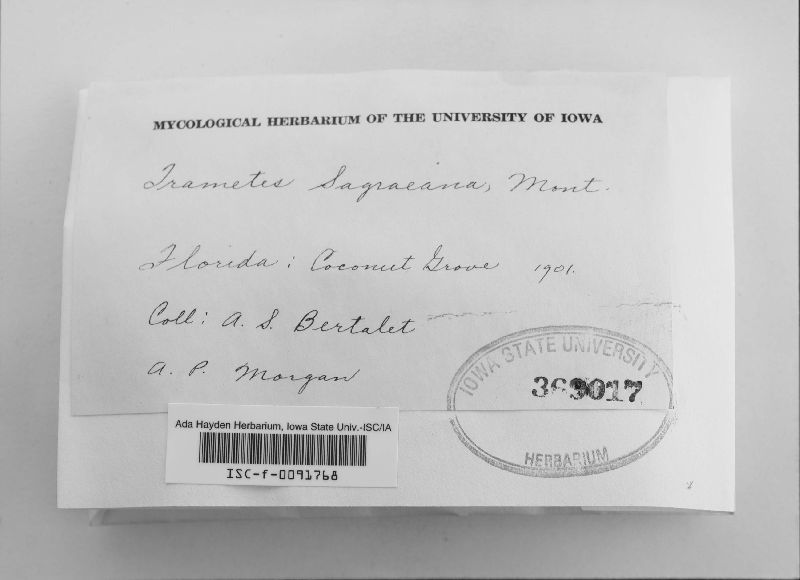 MYCOLOGICAL HERBARIUM OF THE UNIVERSITY OF IOWA
Trametes Sagraeana, Mont.
Florida: Coconut Grove 1901.
Coll: A. S. Bertalet
A. P. Morgan
IOWA STATE UNIVERSITY
HERBARIUM
Ada Hayden Herbarium, Iowa State Univ.-ISC/IA
ISC-f-0091768